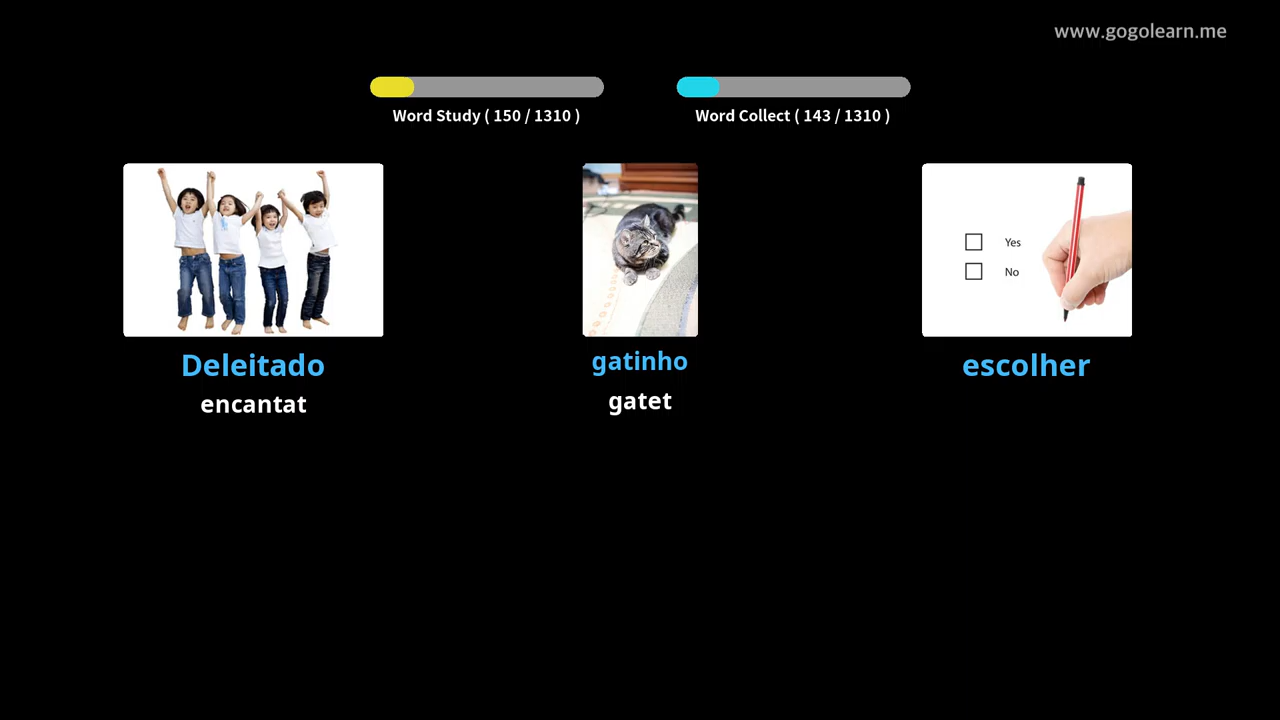 www.gogolearn.me
Word Study ( 150 / 1310 )
Word Collect ( 143 / 1310 )
Yes
No
Deleitado
gatinho
escolher
encantat
gatet